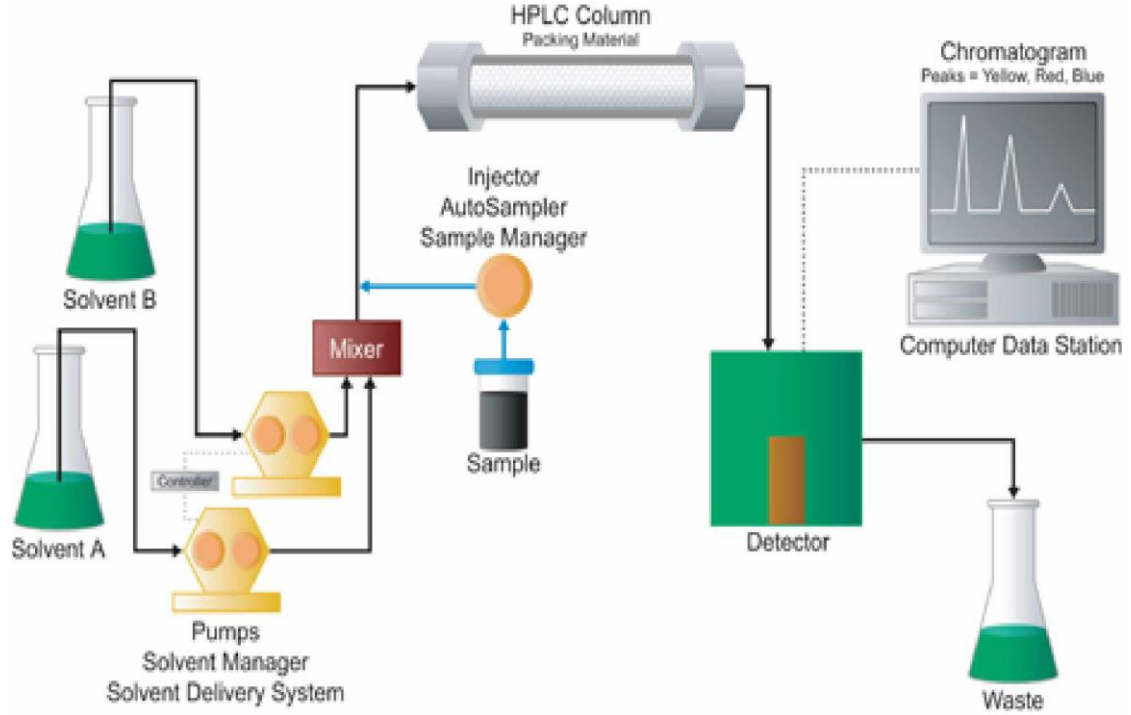 HPLC Column
Packing Material
Chromatogram
Peaks = Yellow, Red, Blue
Injector
AutoSampler
Sample Manager
Solvent B
Mixer
Computer Data Station
Sample
Controller
Solvent A
Detector
Pumps
Solvent Manager
Solvent Delivery System
Waste